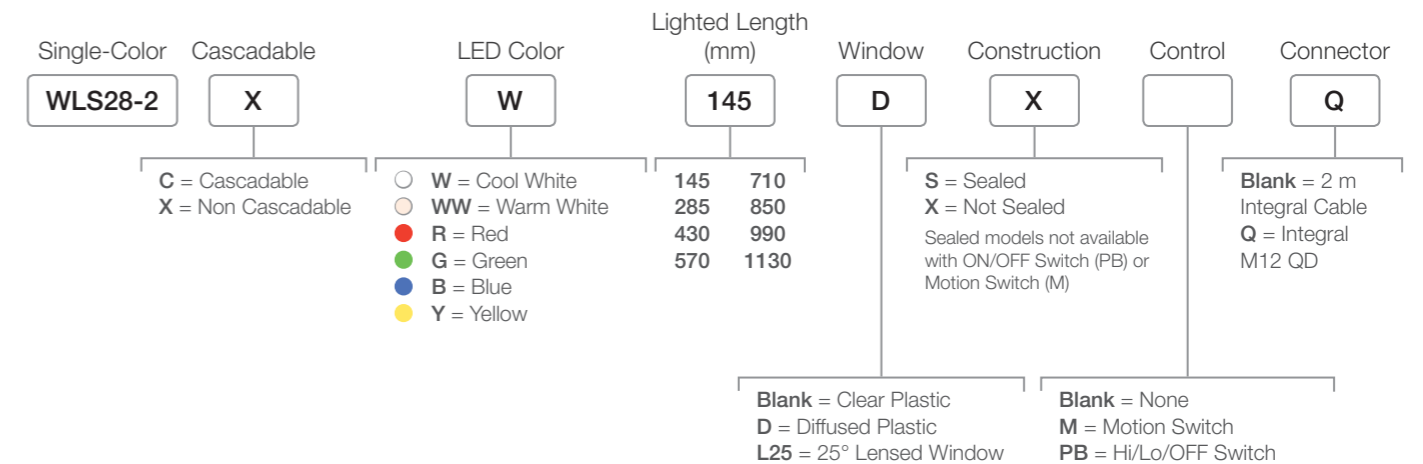 Single-Color
Cascadable
LED Color
Lighted Length
(mm)
Window
Construction
Control
Connector
WLS28-2
X
W
145
D
X
Q
C = Cascadable
X = Non Cascadable
W = Cool White
WW = Warm White
R = Red
G = Green
B = Blue
Y = Yellow
145 710
285 850
430 990
570 1130
S = Sealed
X = Not Sealed
Sealed models not available
with ON/OFF Switch (PB) or
Motion Switch (M)
Blank = 2 m
Integral Cable
Q = Integral
M12 QD
Blank = Clear Plastic
D = Diffused Plastic
L25 = 25° Lensed Window
Blank = None
M = Motion Switch
PB = Hi/Lo/OFF Switch